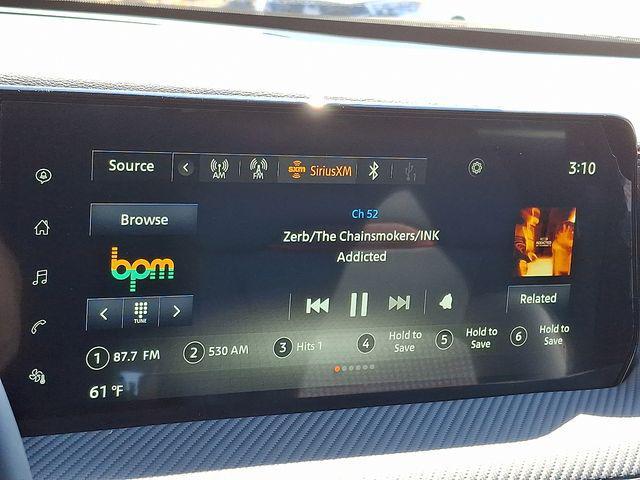 Source
AM
FM
sxm SiriusXM
3:10
Browse
Ch 52
Zerb/The Chainsmokers/INK
Addicted
bpm
TUNE
Related
1 87.7 FM
2 530 AM
3 Hits 1
4 Hold to Save
5 Hold to Save
6 Hold to Save
61 °F